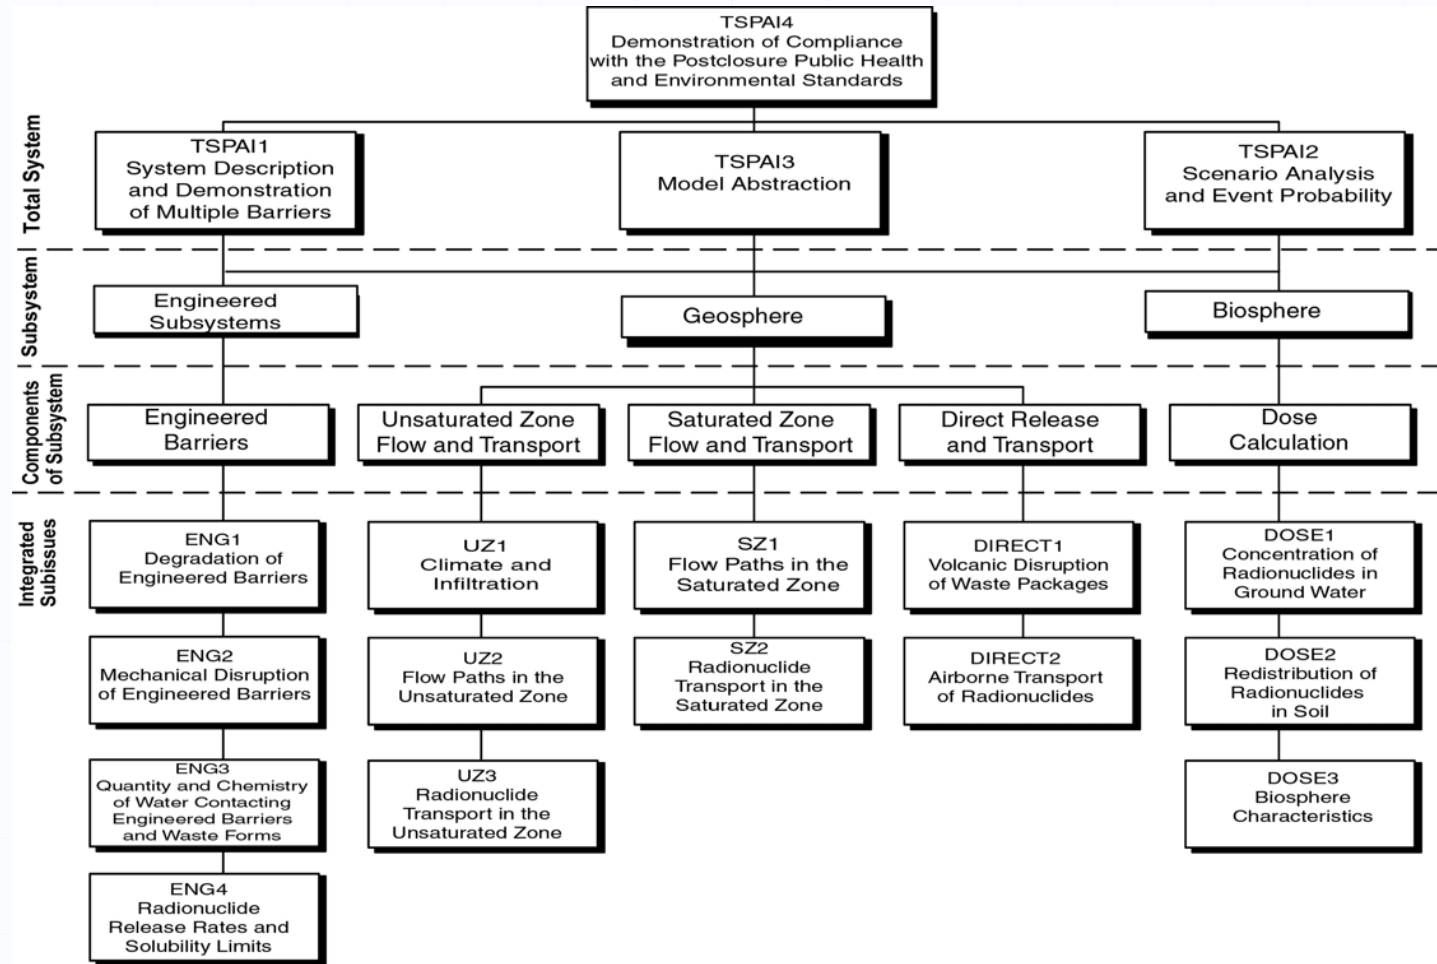 TSPAI4
Demonstration of Compliance
with the Postclosure Public Health
and Environmental Standards
Total System
TSPAI1
System Description
and Demonstration
of Multiple Barriers
TSPAI3
Model Abstraction
TSPAI2
Scenario Analysis
and Event Probability
Subsystem
Engineered
Subsystems
Geosphere
Biosphere
Components
of Subsystem
Engineered
Barriers
Unsaturated Zone
Flow and Transport
Saturated Zone
Flow and Transport
Direct Release
and Transport
Dose
Calculation
Integrated
Subissues
ENG1
Degradation of
Engineered Barriers
UZ1
Climate and
Infiltration
SZ1
Flow Paths in the
Saturated Zone
DIRECT1
Volcanic Disruption
of Waste Packages
DOSE1
Concentration of
Radionuclides in
Ground Water
ENG2
Mechanical Disruption
of Engineered Barriers
UZ2
Flow Paths in the
Unsaturated Zone
SZ2
Radionuclide
Transport in the
Saturated Zone
DIRECT2
Airborne Transport
of Radionuclides
DOSE2
Redistribution of
Radionuclides
in Soil
ENG3
Quantity and Chemistry
of Water Contacting
Engineered Barriers
and Waste Forms
UZ3
Radionuclide
Transport in the
Unsaturated Zone
DOSE3
Biosphere
Characteristics
ENG4
Radionuclide
Release Rates and
Solubility Limits